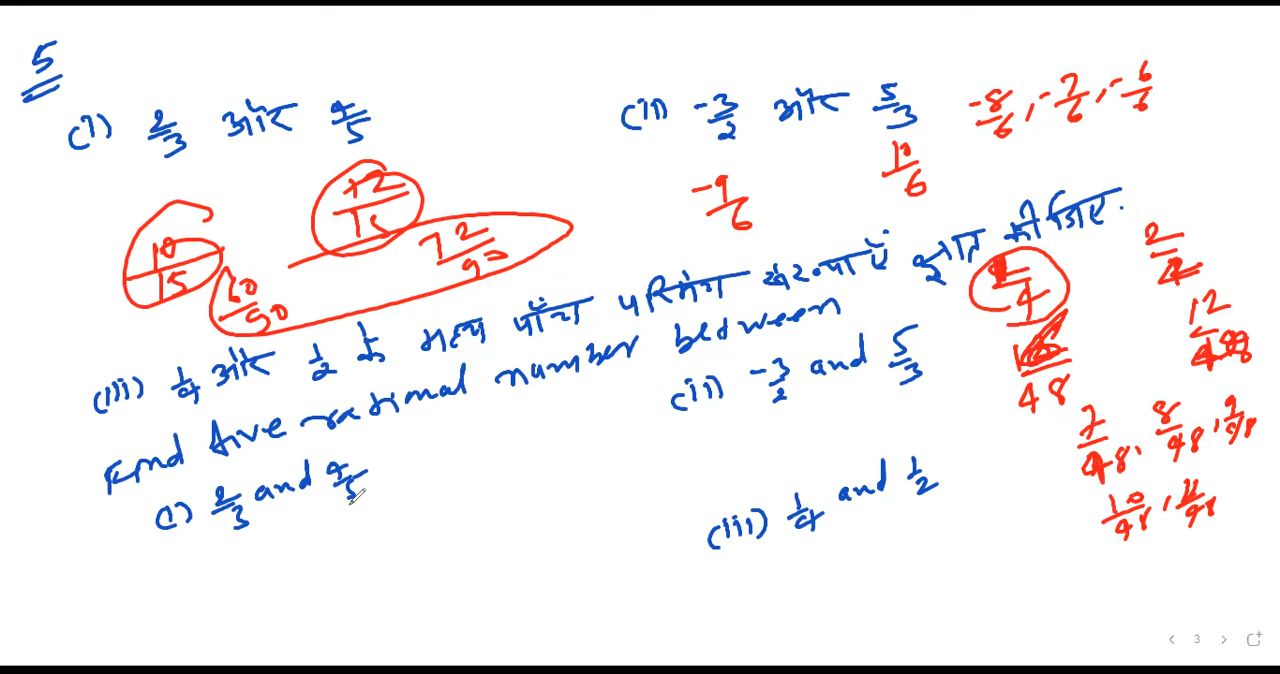 5
(i) 2/3 और 4/5
(ii) -3/2 और 5/3
-8/6, -7/6, -6/6
10/15
12/15
-9/6
10/6
72/90
(iii) 1/4 और 1/2 के मध्य पाँच परिमेय संख्याएँ ज्ञात कीजिए.
1/4
2/4
48
12/48
7/48, 8/48, 9/48
10/48, 11/48
Find five rational number between
(i) 2/3 and 4/5
(ii) -3/2 and 5/3
(iii) 1/4 and 1/2
3